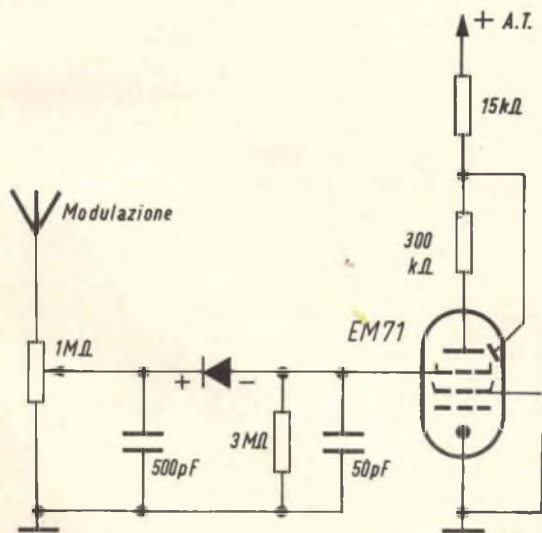 + A.T.
15kΩ
Modulazione
300
kΩ
EM71
1MΩ
+ -
3MΩ
500pF
50pF